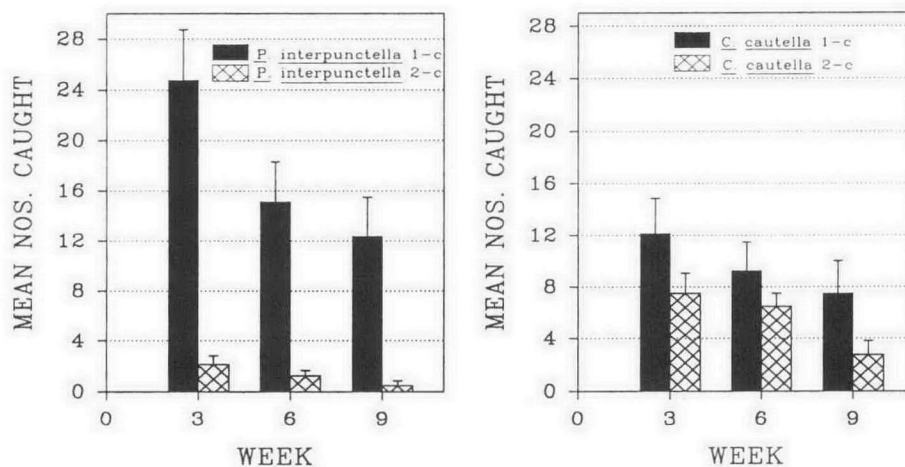 MEAN NOS. CAUGHT
28
24
20
16
12
8
4
0
P. interpunctella 1-c
P. interpunctella 2-c
0 3 6 9
WEEK
MEAN NOS. CAUGHT
28
24
20
16
12
8
4
0
C. cautella 1-c
C. cautella 2-c
0 3 6 9
WEEK